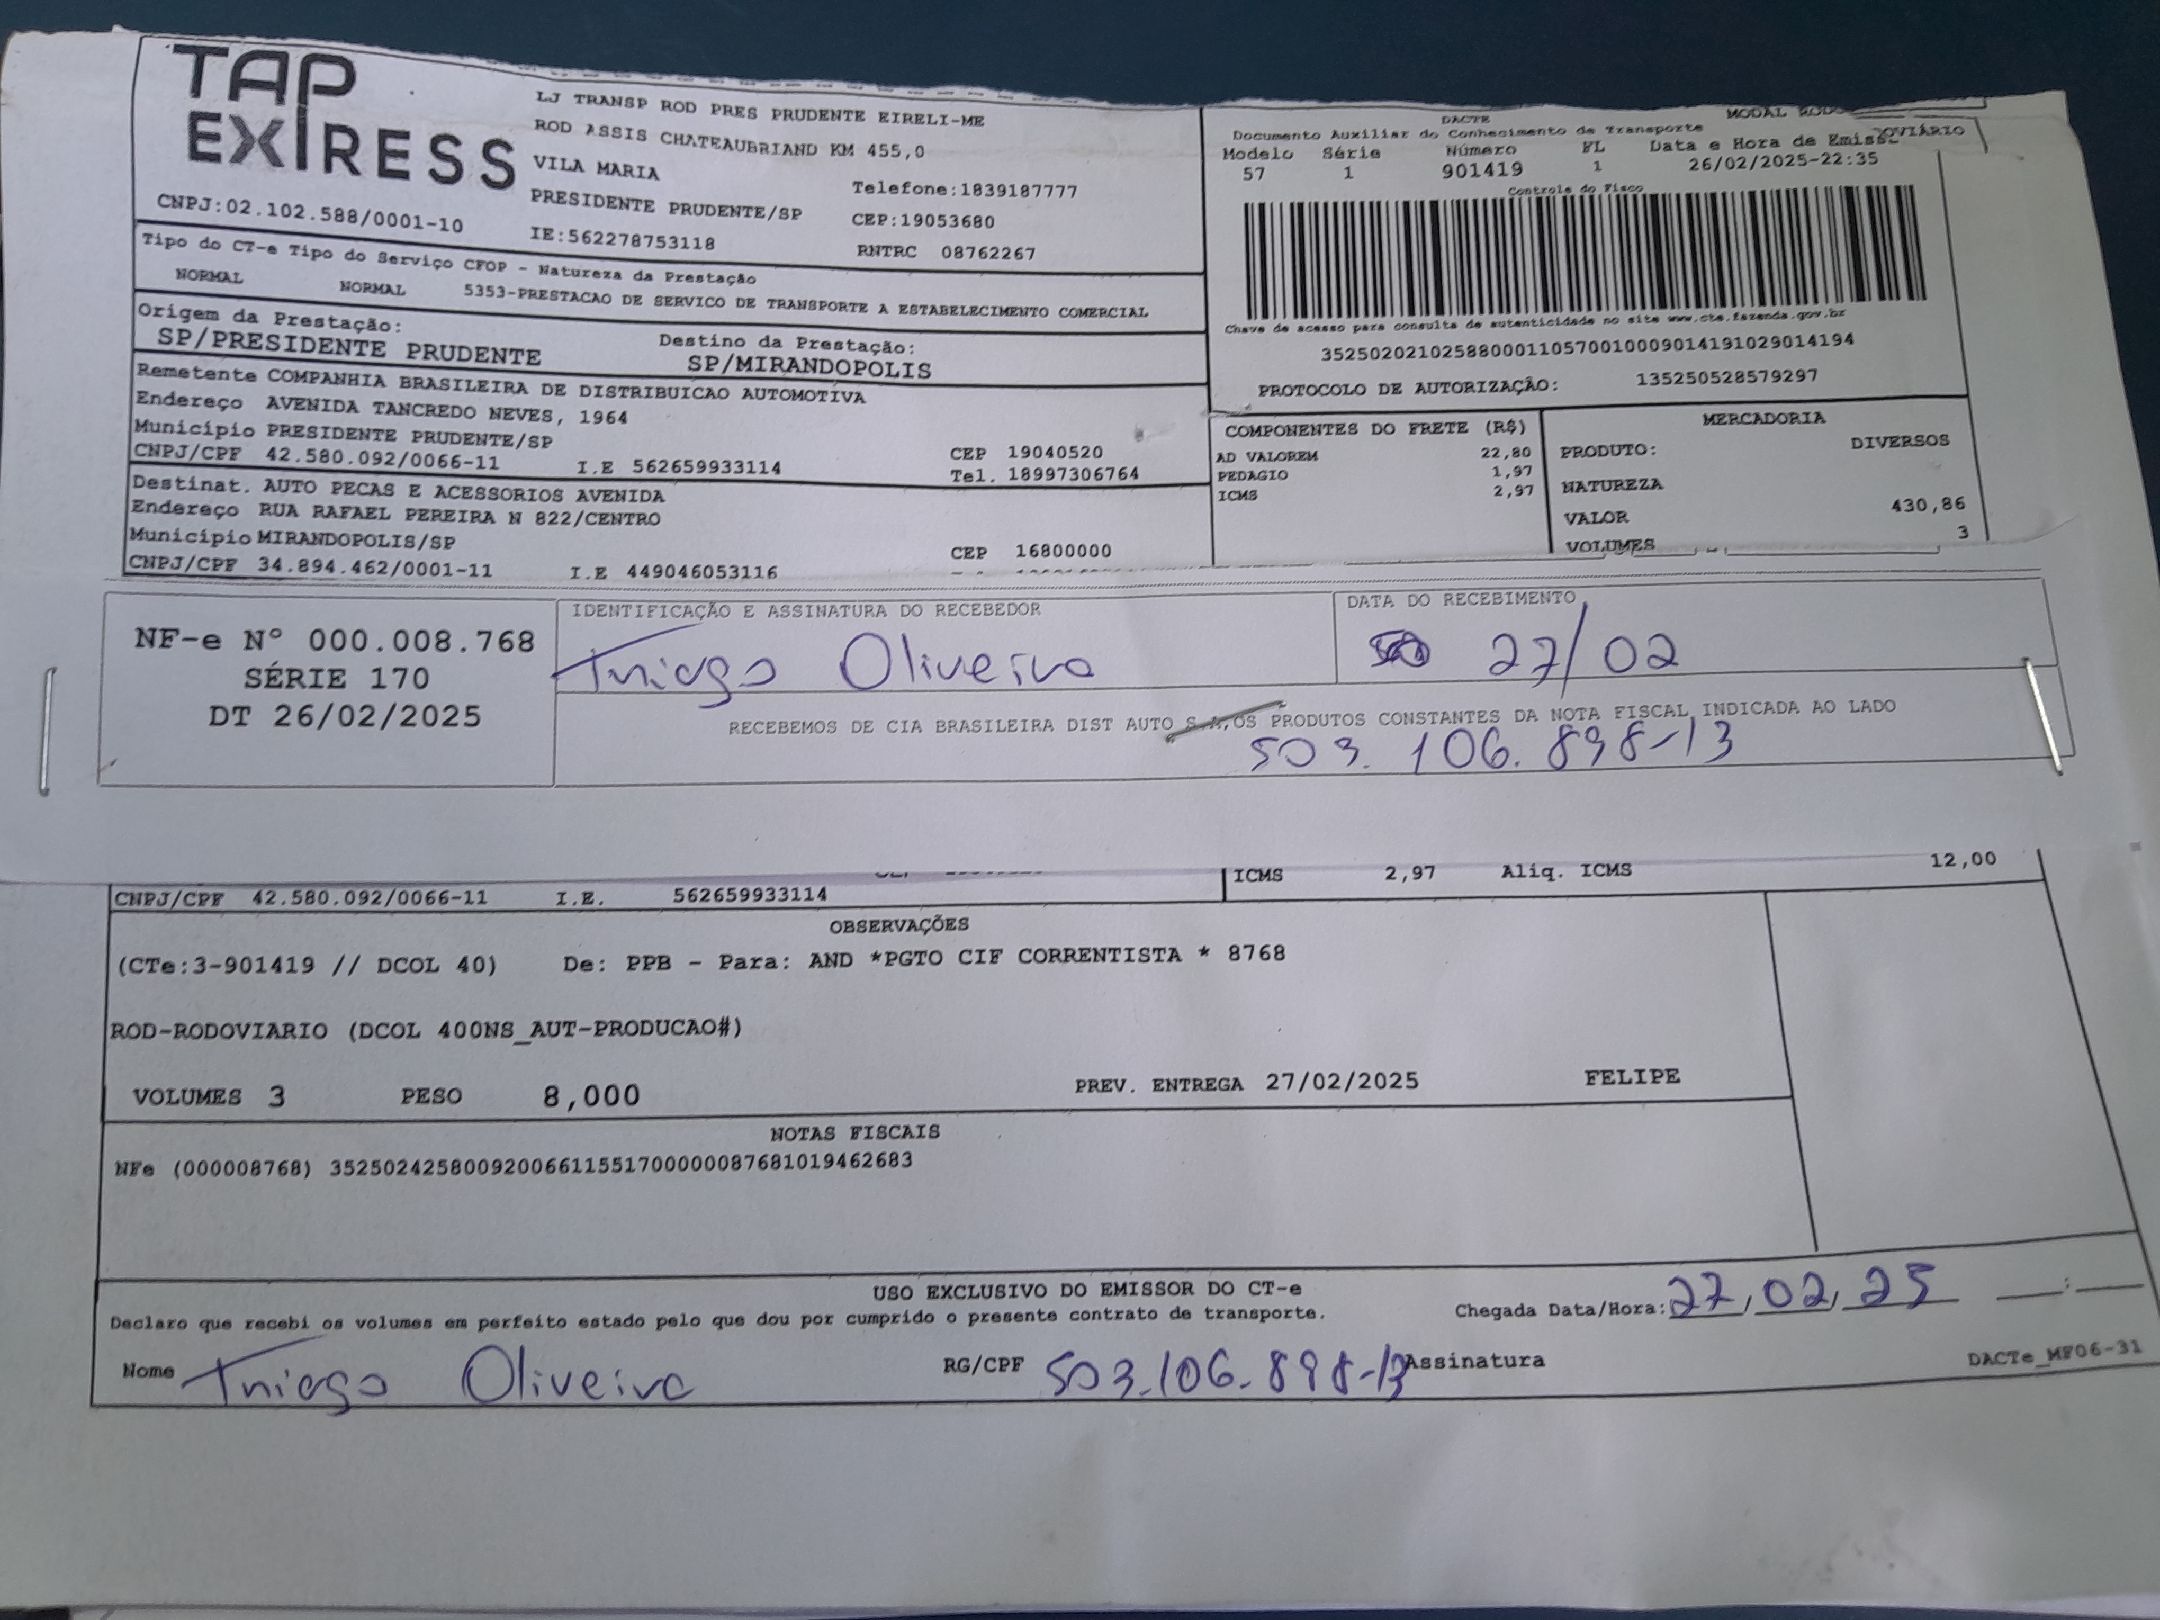 TAP
EXPRESS
CNPJ:02.102.588/0001-10
LJ TRANSP ROD PRES PRUDENTE EIRELI-ME
ROD ASSIS CHATEAUBRIAND KM 455,0
VILA MARIA
Telefone:1839187777
PRESIDENTE PRUDENTE/SP CEP:19053680
IE:562278753118 RNTRC 08762267
DACTE
MODAL RODOVIÁRIO
Documento Auxiliar do Conhecimento de Transporte
Modelo Série Número FL Data e Hora de Emiss
57 1 901419 1 26/02/2025-22:35
Controle do Fisco
Chave de acesso para consulta de autenticidade no site www.cte.fazenda.gov.br
35250202102588000110570010009014191029014194
PROTOCOLO DE AUTORIZAÇÃO: 135250528579297
Tipo do CT-e Tipo do Serviço CFOP - Natureza da Prestação
NORMAL NORMAL 5353-PRESTACAO DE SERVICO DE TRANSPORTE A ESTABELECIMENTO COMERCIAL
Origem da Prestação: Destino da Prestação:
SP/PRESIDENTE PRUDENTE SP/MIRANDOPOLIS
Remetente COMPANHIA BRASILEIRA DE DISTRIBUICAO AUTOMOTIVA
Endereço AVENIDA TANCREDO NEVES, 1964
Município PRESIDENTE PRUDENTE/SP CEP 19040520
CNPJ/CPF 42.580.092/0066-11 I.E 562659933114 Tel. 18997306764
Destinat. AUTO PECAS E ACESSORIOS AVENIDA
Endereço RUA RAFAEL PEREIRA N 822/CENTRO
Município MIRANDOPOLIS/SP CEP 16800000
CNPJ/CPF 34.894.462/0001-11 I.E 449046053116
COMPONENTES DO FRETE (R$)
AD VALOREM 22,80
PEDAGIO 1,97
ICMS 2,97
MERCADORIA
PRODUTO: DIVERSOS
NATUREZA
VALOR 430,86
VOLUMES 3
NF-e Nº 000.008.768
SÉRIE 170
DT 26/02/2025
IDENTIFICAÇÃO E ASSINATURA DO RECEBEDOR
Thiago Oliveira
DATA DO RECEBIMENTO
27/02
RECEBEMOS DE CIA BRASILEIRA DIST AUTO S.A, OS PRODUTOS CONSTANTES DA NOTA FISCAL INDICADA AO LADO
503.106.898-13
CNPJ/CPF 42.580.092/0066-11 I.E. 562659933114
ICMS 2,97 Aliq. ICMS 12,00
OBSERVAÇÕES
(CTe:3-901419 // DCOL 40) De: PPB - Para: AND *PGTO CIF CORRENTISTA * 8768
ROD-RODOVIARIO (DCOL 400NS_AUT-PRODUCAO#)
VOLUMES 3 PESO 8,000 PREV. ENTREGA 27/02/2025 FELIPE
NOTAS FISCAIS
NFe (000008768) 35250242580092006611551700000087681019462683
USO EXCLUSIVO DO EMISSOR DO CT-e
Declaro que recebi os volumes em perfeito estado pelo que dou por cumprido o presente contrato de transporte. Chegada Data/Hora: 27/02/25 __:__
Nome Thiago Oliveira RG/CPF 503.106.898-13 Assinatura
DACTe_MF06-31